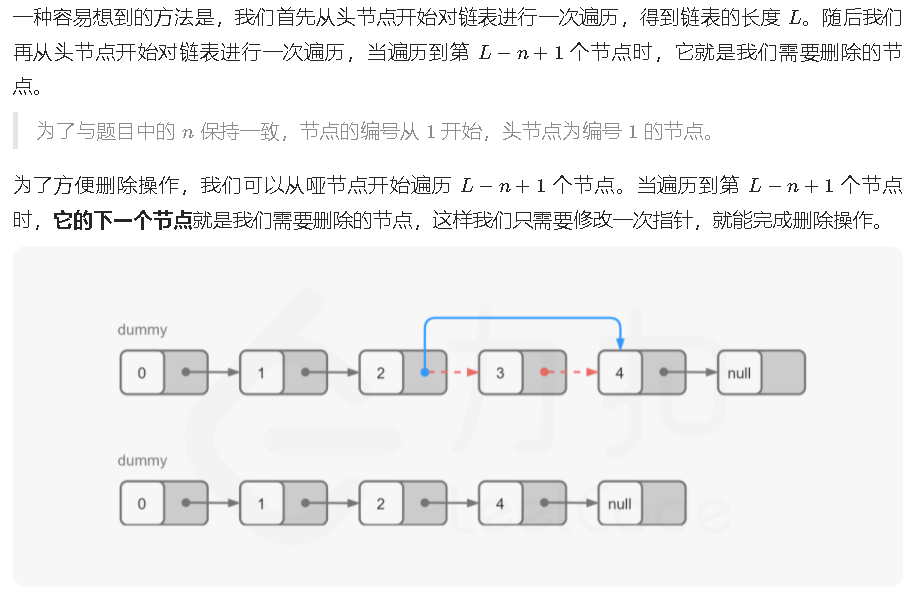 一种容易想到的方法是，我们首先从头节点开始对链表进行一次遍历，得到链表的长度 L。随后我们
再从头节点开始对链表进行一次遍历，当遍历到第 L − n + 1 个节点时，它就是我们需要删除的节
点。
为了与题目中的 n 保持一致，节点的编号从 1 开始，头节点为编号 1 的节点。
为了方便删除操作，我们可以从哑节点开始遍历 L − n + 1 个节点。当遍历到第 L − n + 1 个节点
时，它的下一个节点就是我们需要删除的节点，这样我们只需要修改一次指针，就能完成删除操作。
dummy
0 1 2 3 4 null
dummy
0 1 2 4 null
力扣
LeetCode